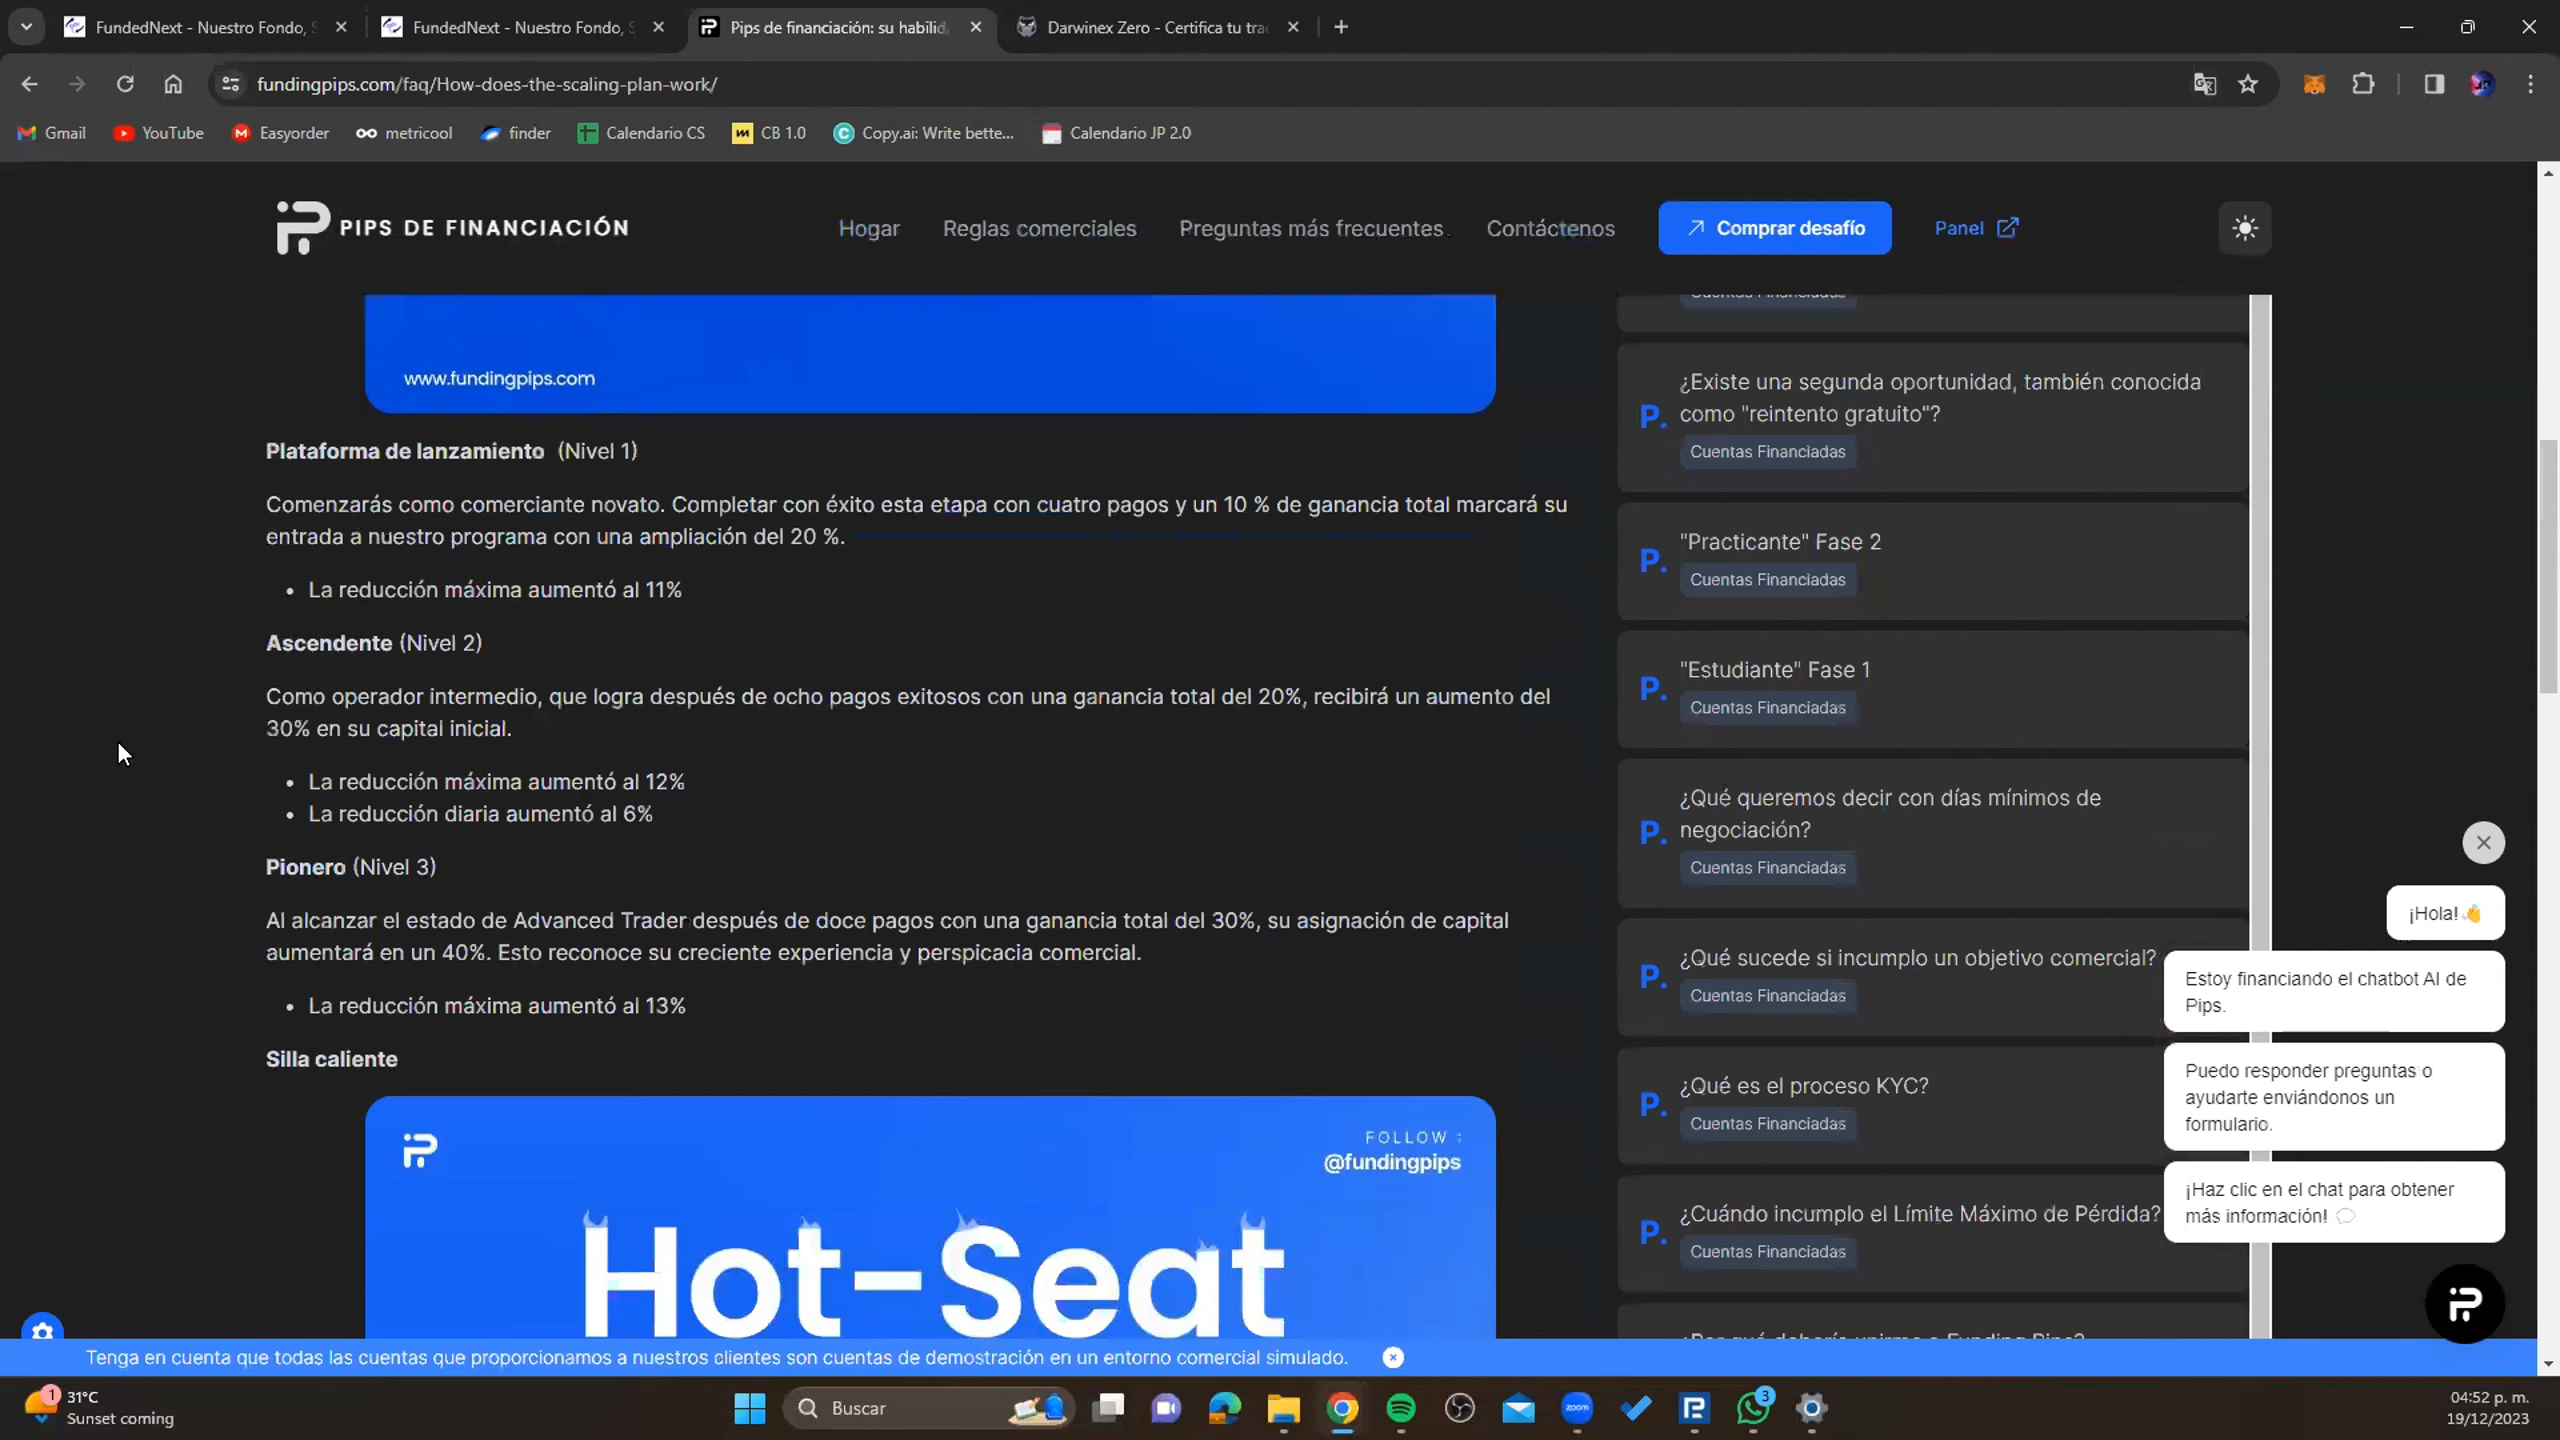 FundedNext - Nuestro Fondo, S
FundedNext - Nuestro Fondo, S
Pips de financiación: su habilid
Darwinex Zero - Certifica tu trad
fundingpips.com/faq/How-does-the-scaling-plan-work/
Gmail
YouTube
Easyorder
metricool
finder
Calendario CS
CB 1.0
Copy.ai: Write bette...
Calendario JP 2.0
PIPS DE FINANCIACIÓN
Hogar
Reglas comerciales
Preguntas más frecuentes
Contáctenos
Comprar desafío
Panel
www.fundingpips.com
Plataforma de lanzamiento (Nivel 1)
Comenzarás como comerciante novato. Completar con éxito esta etapa con cuatro pagos y un 10 % de ganancia total marcará su
entrada a nuestro programa con una ampliación del 20 %.
• La reducción máxima aumentó al 11%
Ascendente (Nivel 2)
Como operador intermedio, que logra después de ocho pagos exitosos con una ganancia total del 20%, recibirá un aumento del
30% en su capital inicial.
• La reducción máxima aumentó al 12%
• La reducción diaria aumentó al 6%
Pionero (Nivel 3)
Al alcanzar el estado de Advanced Trader después de doce pagos con una ganancia total del 30%, su asignación de capital
aumentará en un 40%. Esto reconoce su creciente experiencia y perspicacia comercial.
• La reducción máxima aumentó al 13%
Silla caliente
FOLLOW :
@fundingpips
Hot-Seat
Cuentas Financiadas
P.
¿Existe una segunda oportunidad, también conocida
como "reintento gratuito"?
Cuentas Financiadas
P.
"Practicante" Fase 2
Cuentas Financiadas
P.
"Estudiante" Fase 1
Cuentas Financiadas
P.
¿Qué queremos decir con días mínimos de
negociación?
Cuentas Financiadas
P.
¿Qué sucede si incumplo un objetivo comercial?
Cuentas Financiadas
P.
¿Qué es el proceso KYC?
Cuentas Financiadas
P.
¿Cuándo incumplo el Límite Máximo de Pérdida?
Cuentas Financiadas
¿Por qué debería unirme a Funding Pips?
¡Hola! 👋
Estoy financiando el chatbot AI de
Pips.
Puedo responder preguntas o
ayudarte enviándonos un
formulario.
¡Haz clic en el chat para obtener
más información! 💬
Tenga en cuenta que todas las cuentas que proporcionamos a nuestros clientes son cuentas de demostración en un entorno comercial simulado.
1
31°C
Sunset coming
Buscar
zoom
3
04:52 p. m.
19/12/2023